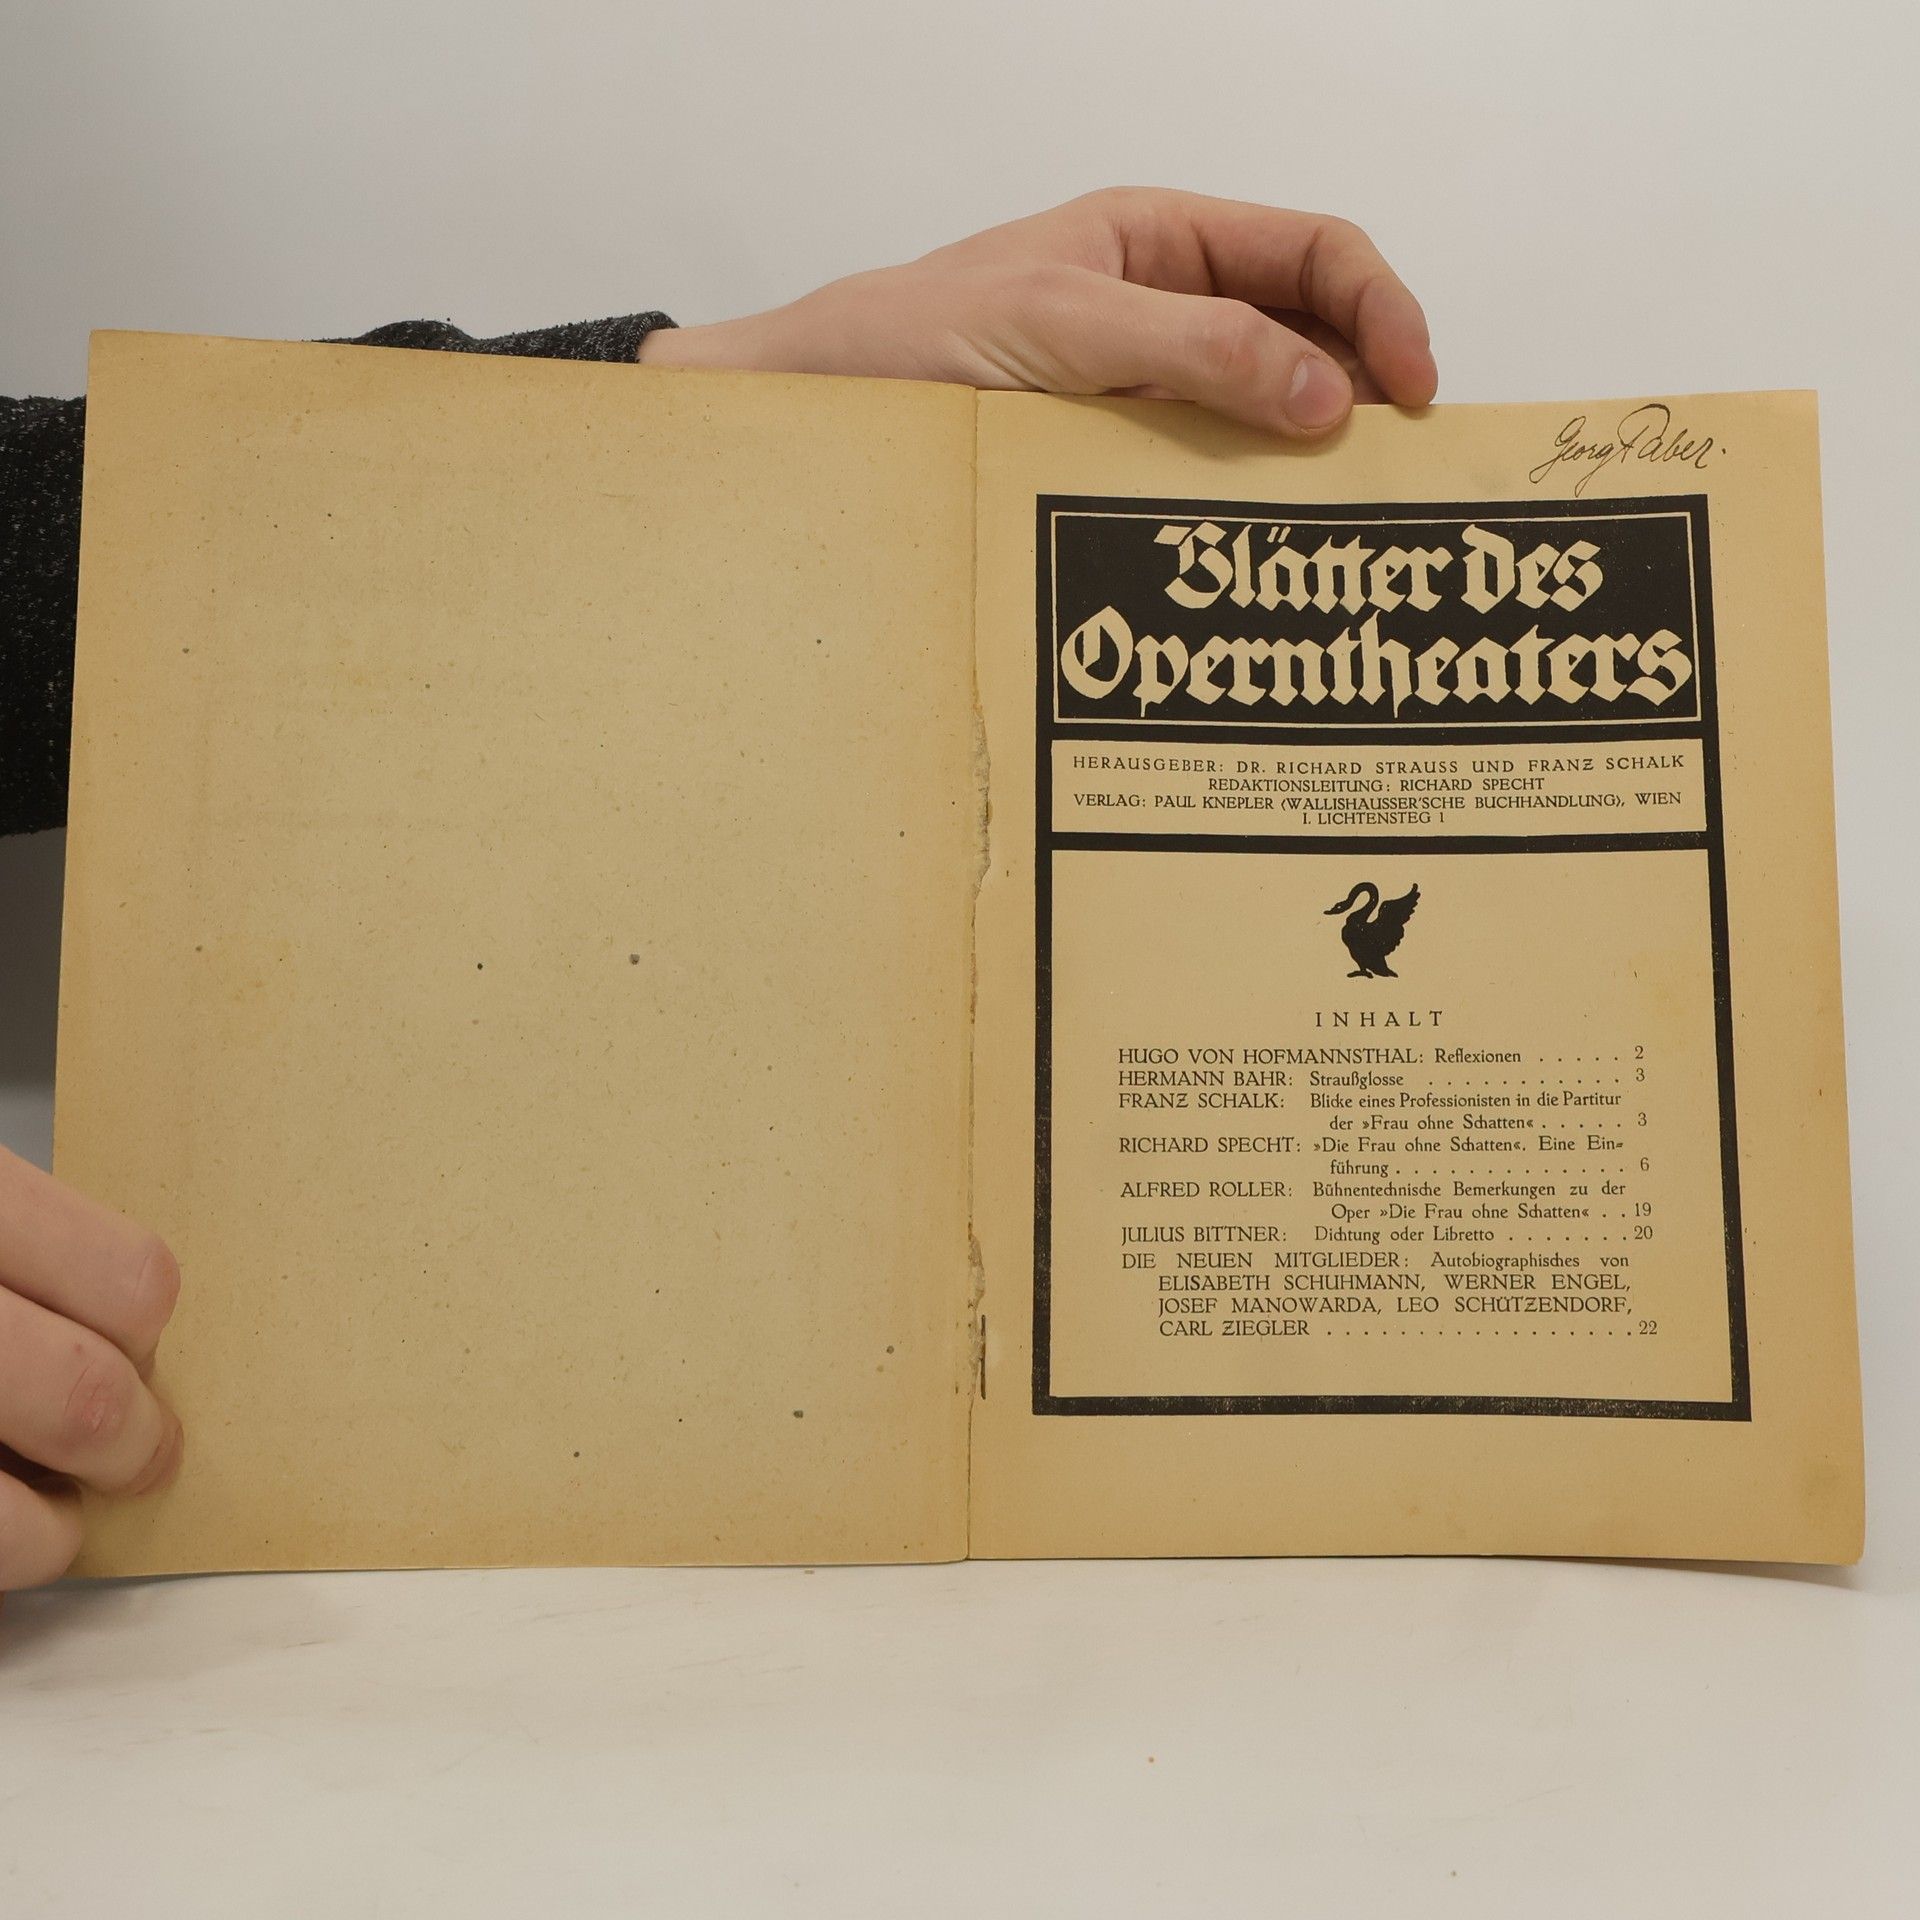 Georg Faber.
Blätter des
Operntheaters
HERAUSGEBER: DR. RICHARD STRAUSS UND FRANZ SCHALK
REDAKTIONSLEITUNG: RICHARD SPECHT
VERLAG: PAUL KNEPLER (WALLISHAUSSER'SCHE BUCHHANDLUNG), WIEN
I. LICHTENSTEG 1
INHALT
HUGO VON HOFMANNSTHAL: Reflexionen . . . . . 2
HERMANN BAHR: Straußglosse . . . . . . . . . . . 3
FRANZ SCHALK: Blicke eines Professionisten in die Partitur
der »Frau ohne Schatten« . . . . . 3
RICHARD SPECHT: »Die Frau ohne Schatten«. Eine Ein-
führung . . . . . . . . . . . . . 6
ALFRED ROLLER: Bühnentechnische Bemerkungen zu der
Oper »Die Frau ohne Schatten« . . 19
JULIUS BITTNER: Dichtung oder Libretto . . . . . . . 20
DIE NEUEN MITGLIEDER: Autobiographisches von
ELISABETH SCHUHMANN, WERNER ENGEL,
JOSEF MANOWARDA, LEO SCHÜTZENDORF,
CARL ZIEGLER . . . . . . . . . . . . . . . . . 22